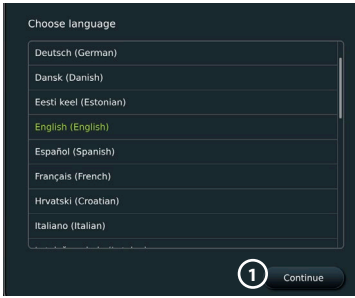 Choose language
Deutsch (German)
Dansk (Danish)
Eesti keel (Estonian)
English (English)
Español (Spanish)
Français (French)
Hrvatski (Croatian)
Italiano (Italian)
1 Continue